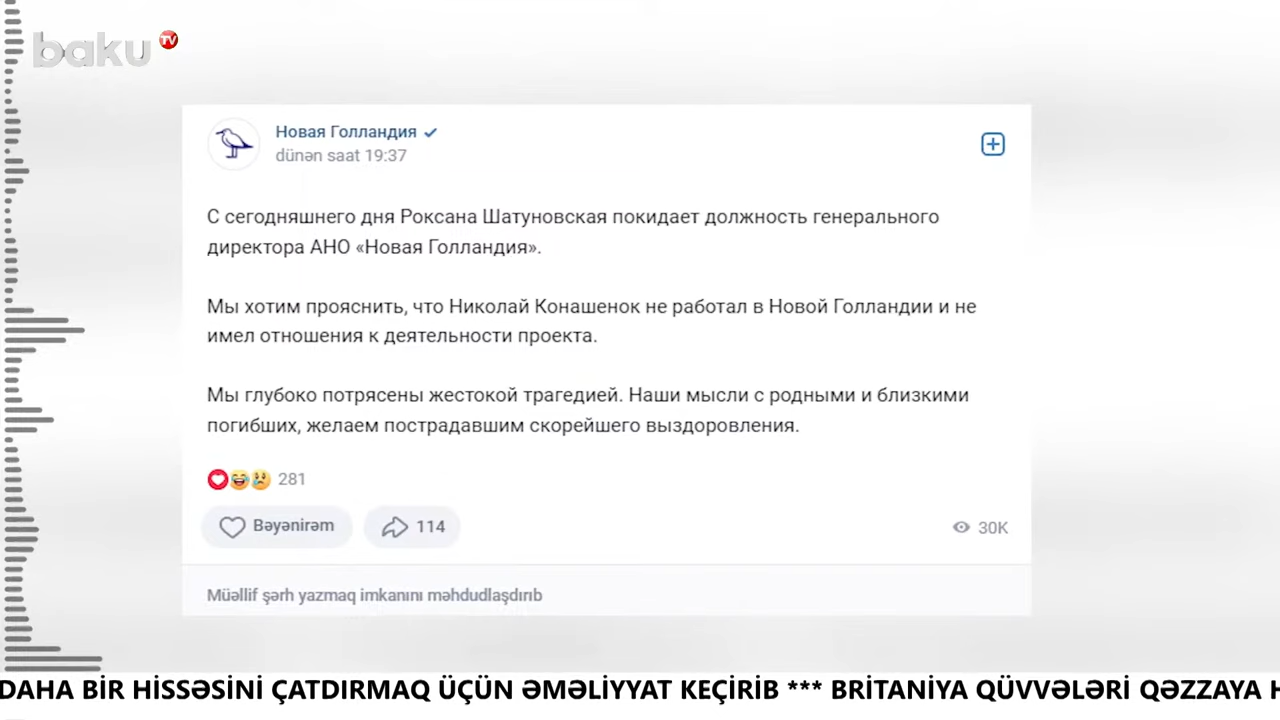 baku TV
Новая Голландия
dünən saat 19:37
С сегодняшнего дня Роксана Шатуновская покидает должность генерального
директора АНО «Новая Голландия».
Мы хотим прояснить, что Николай Конашенок не работал в Новой Голландии и не
имел отношения к деятельности проекта.
Мы глубоко потрясены жестокой трагедией. Наши мысли с родными и близкими
погибших, желаем пострадавшим скорейшего выздоровления.
281
Bəyənirəm 114 30K
Müəllif şərh yazmaq imkanını məhdudlaşdırıb
DAHA BİR HİSSƏSİNİ ÇATDIRMAQ ÜÇÜN ƏMƏLİYYAT KEÇİRİB *** BRİTANİYA QÜVVƏLƏRİ QƏZZAYA